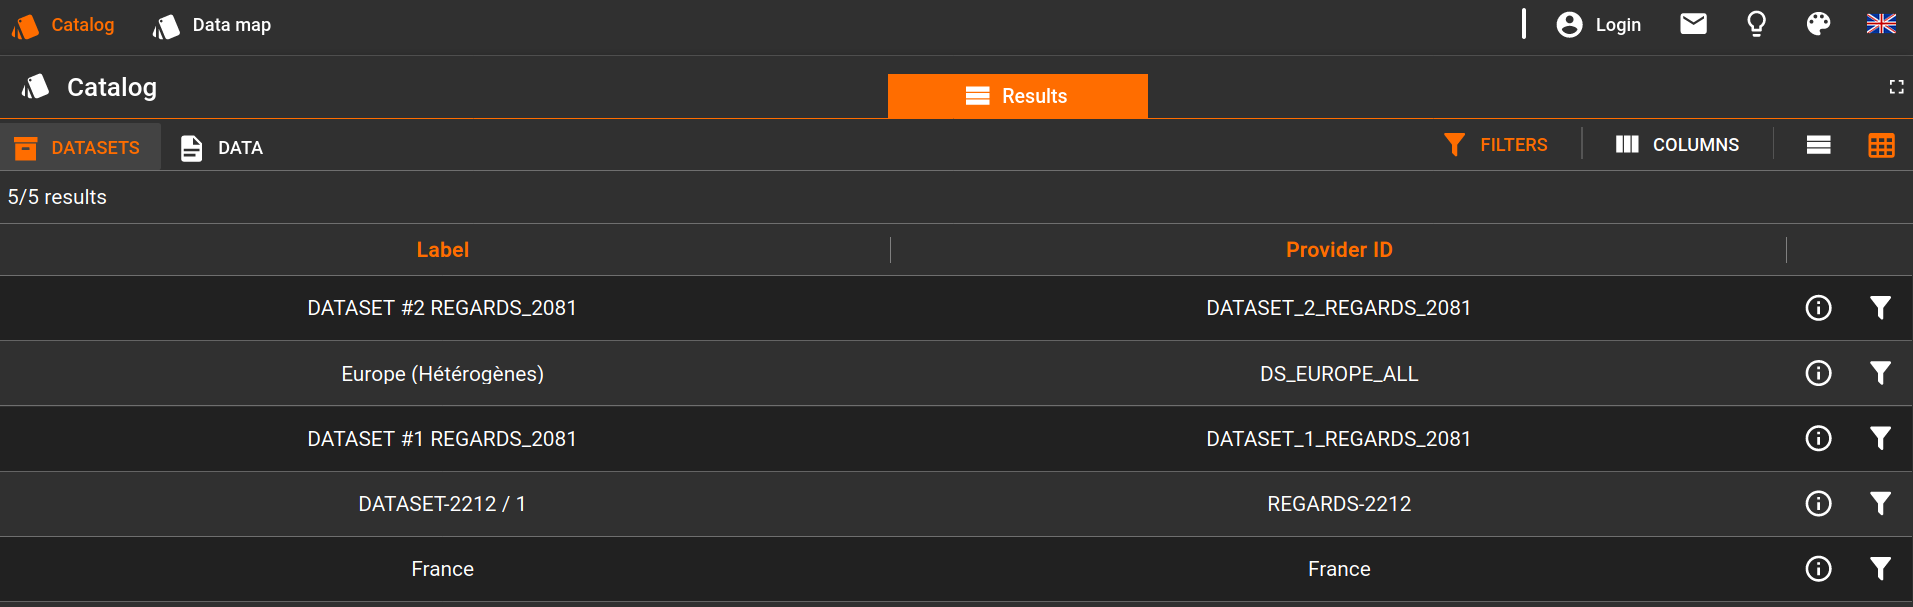 Catalog Data map Login
Catalog Results
DATASETS DATA FILTERS COLUMNS
5/5 results
Label Provider ID
DATASET #2 REGARDS_2081 DATASET_2_REGARDS_2081
Europe (Hétérogènes) DS_EUROPE_ALL
DATASET #1 REGARDS_2081 DATASET_1_REGARDS_2081
DATASET-2212 / 1 REGARDS-2212
France France